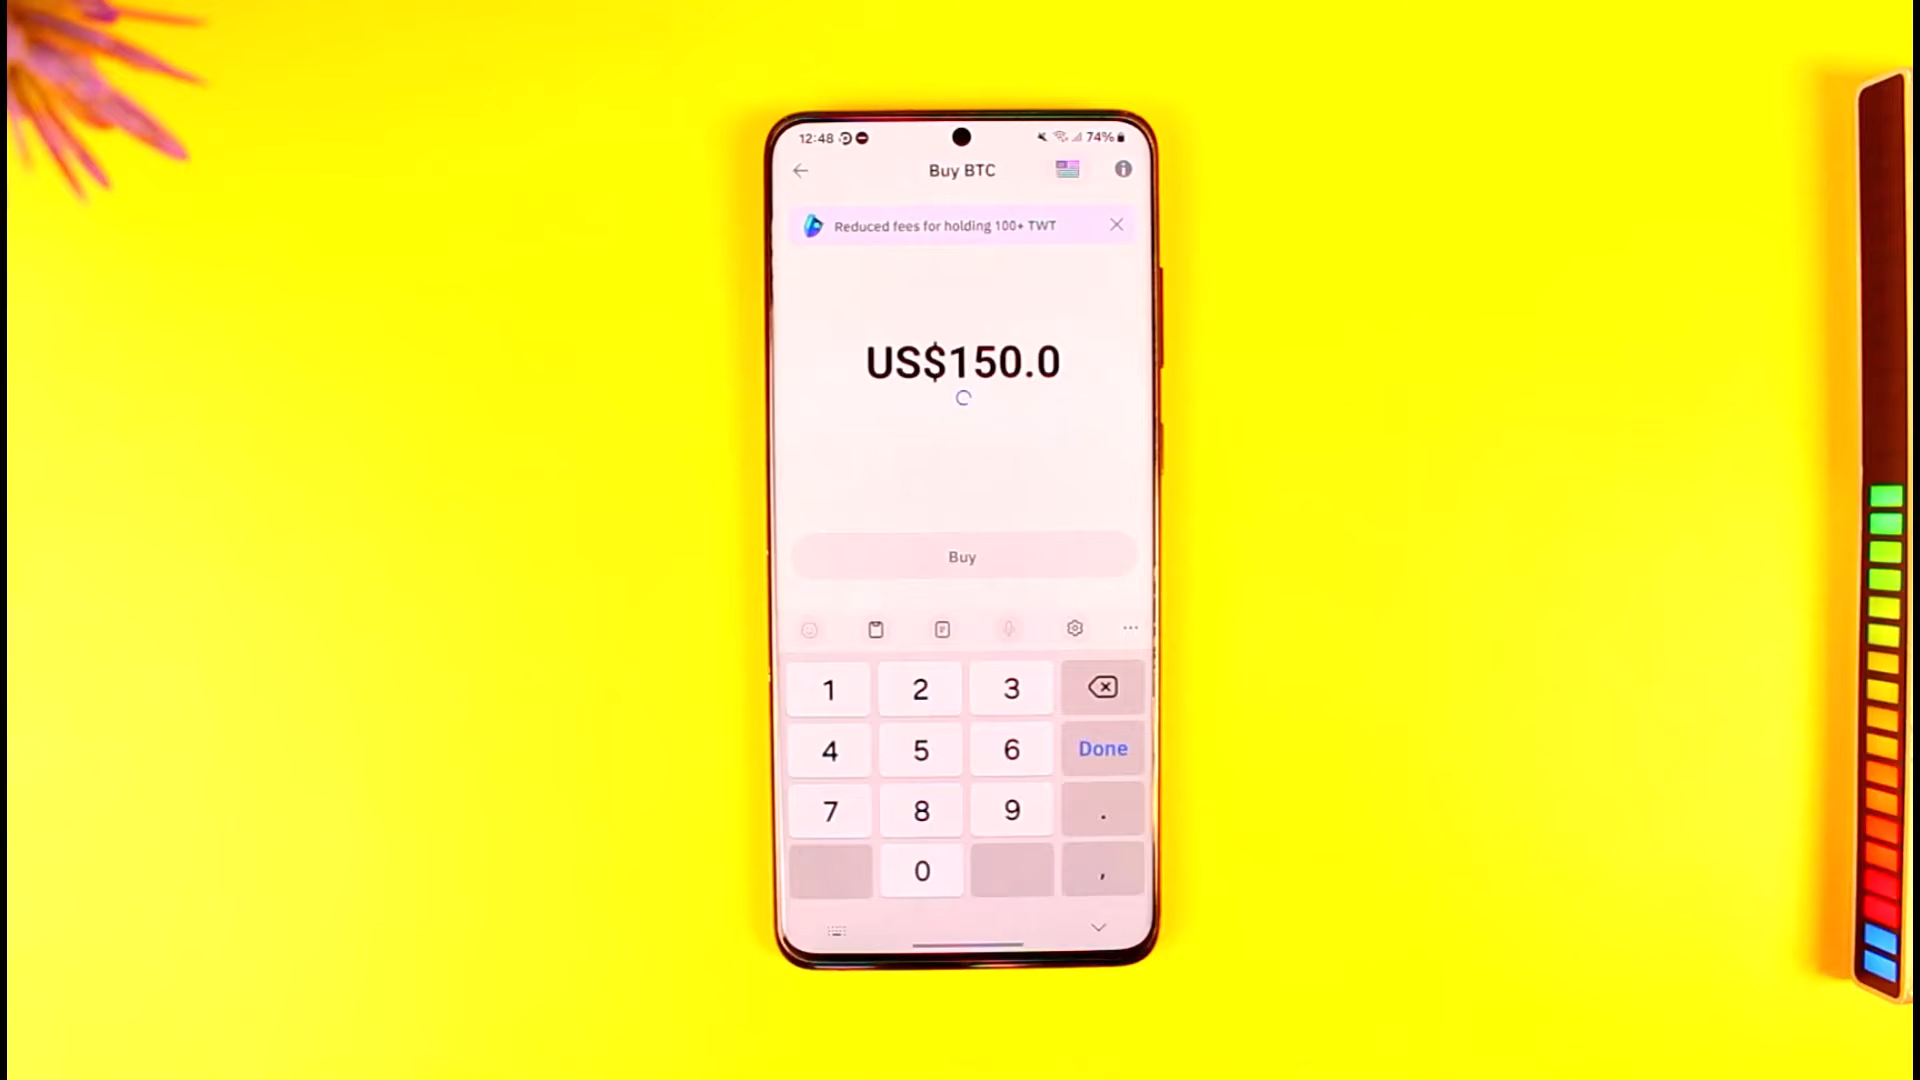 12:48 74%
Buy BTC
Reduced fees for holding 100+ TWT
US$150.0
Buy
1 2 3
4 5 6 Done
7 8 9 .
0 ,